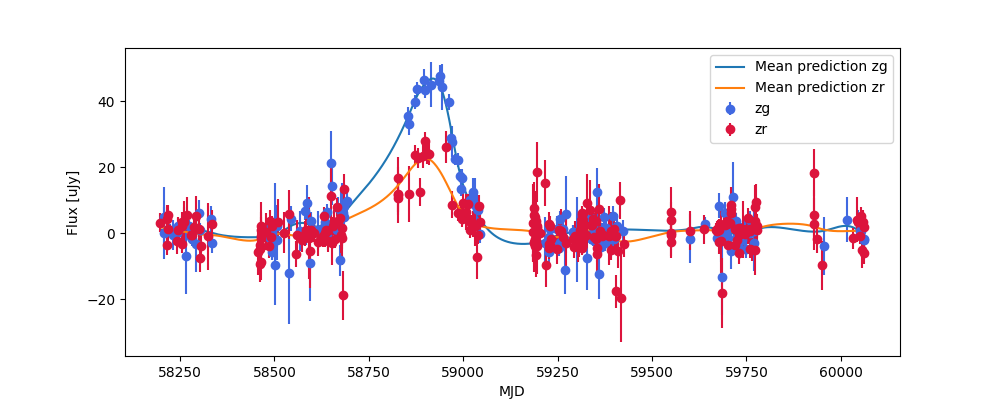 Mean prediction zg
Mean prediction zr
zg
zr
Flux [uJy]
40
20
0
−20
58250 58500 58750 59000 59250 59500 59750 60000
MJD